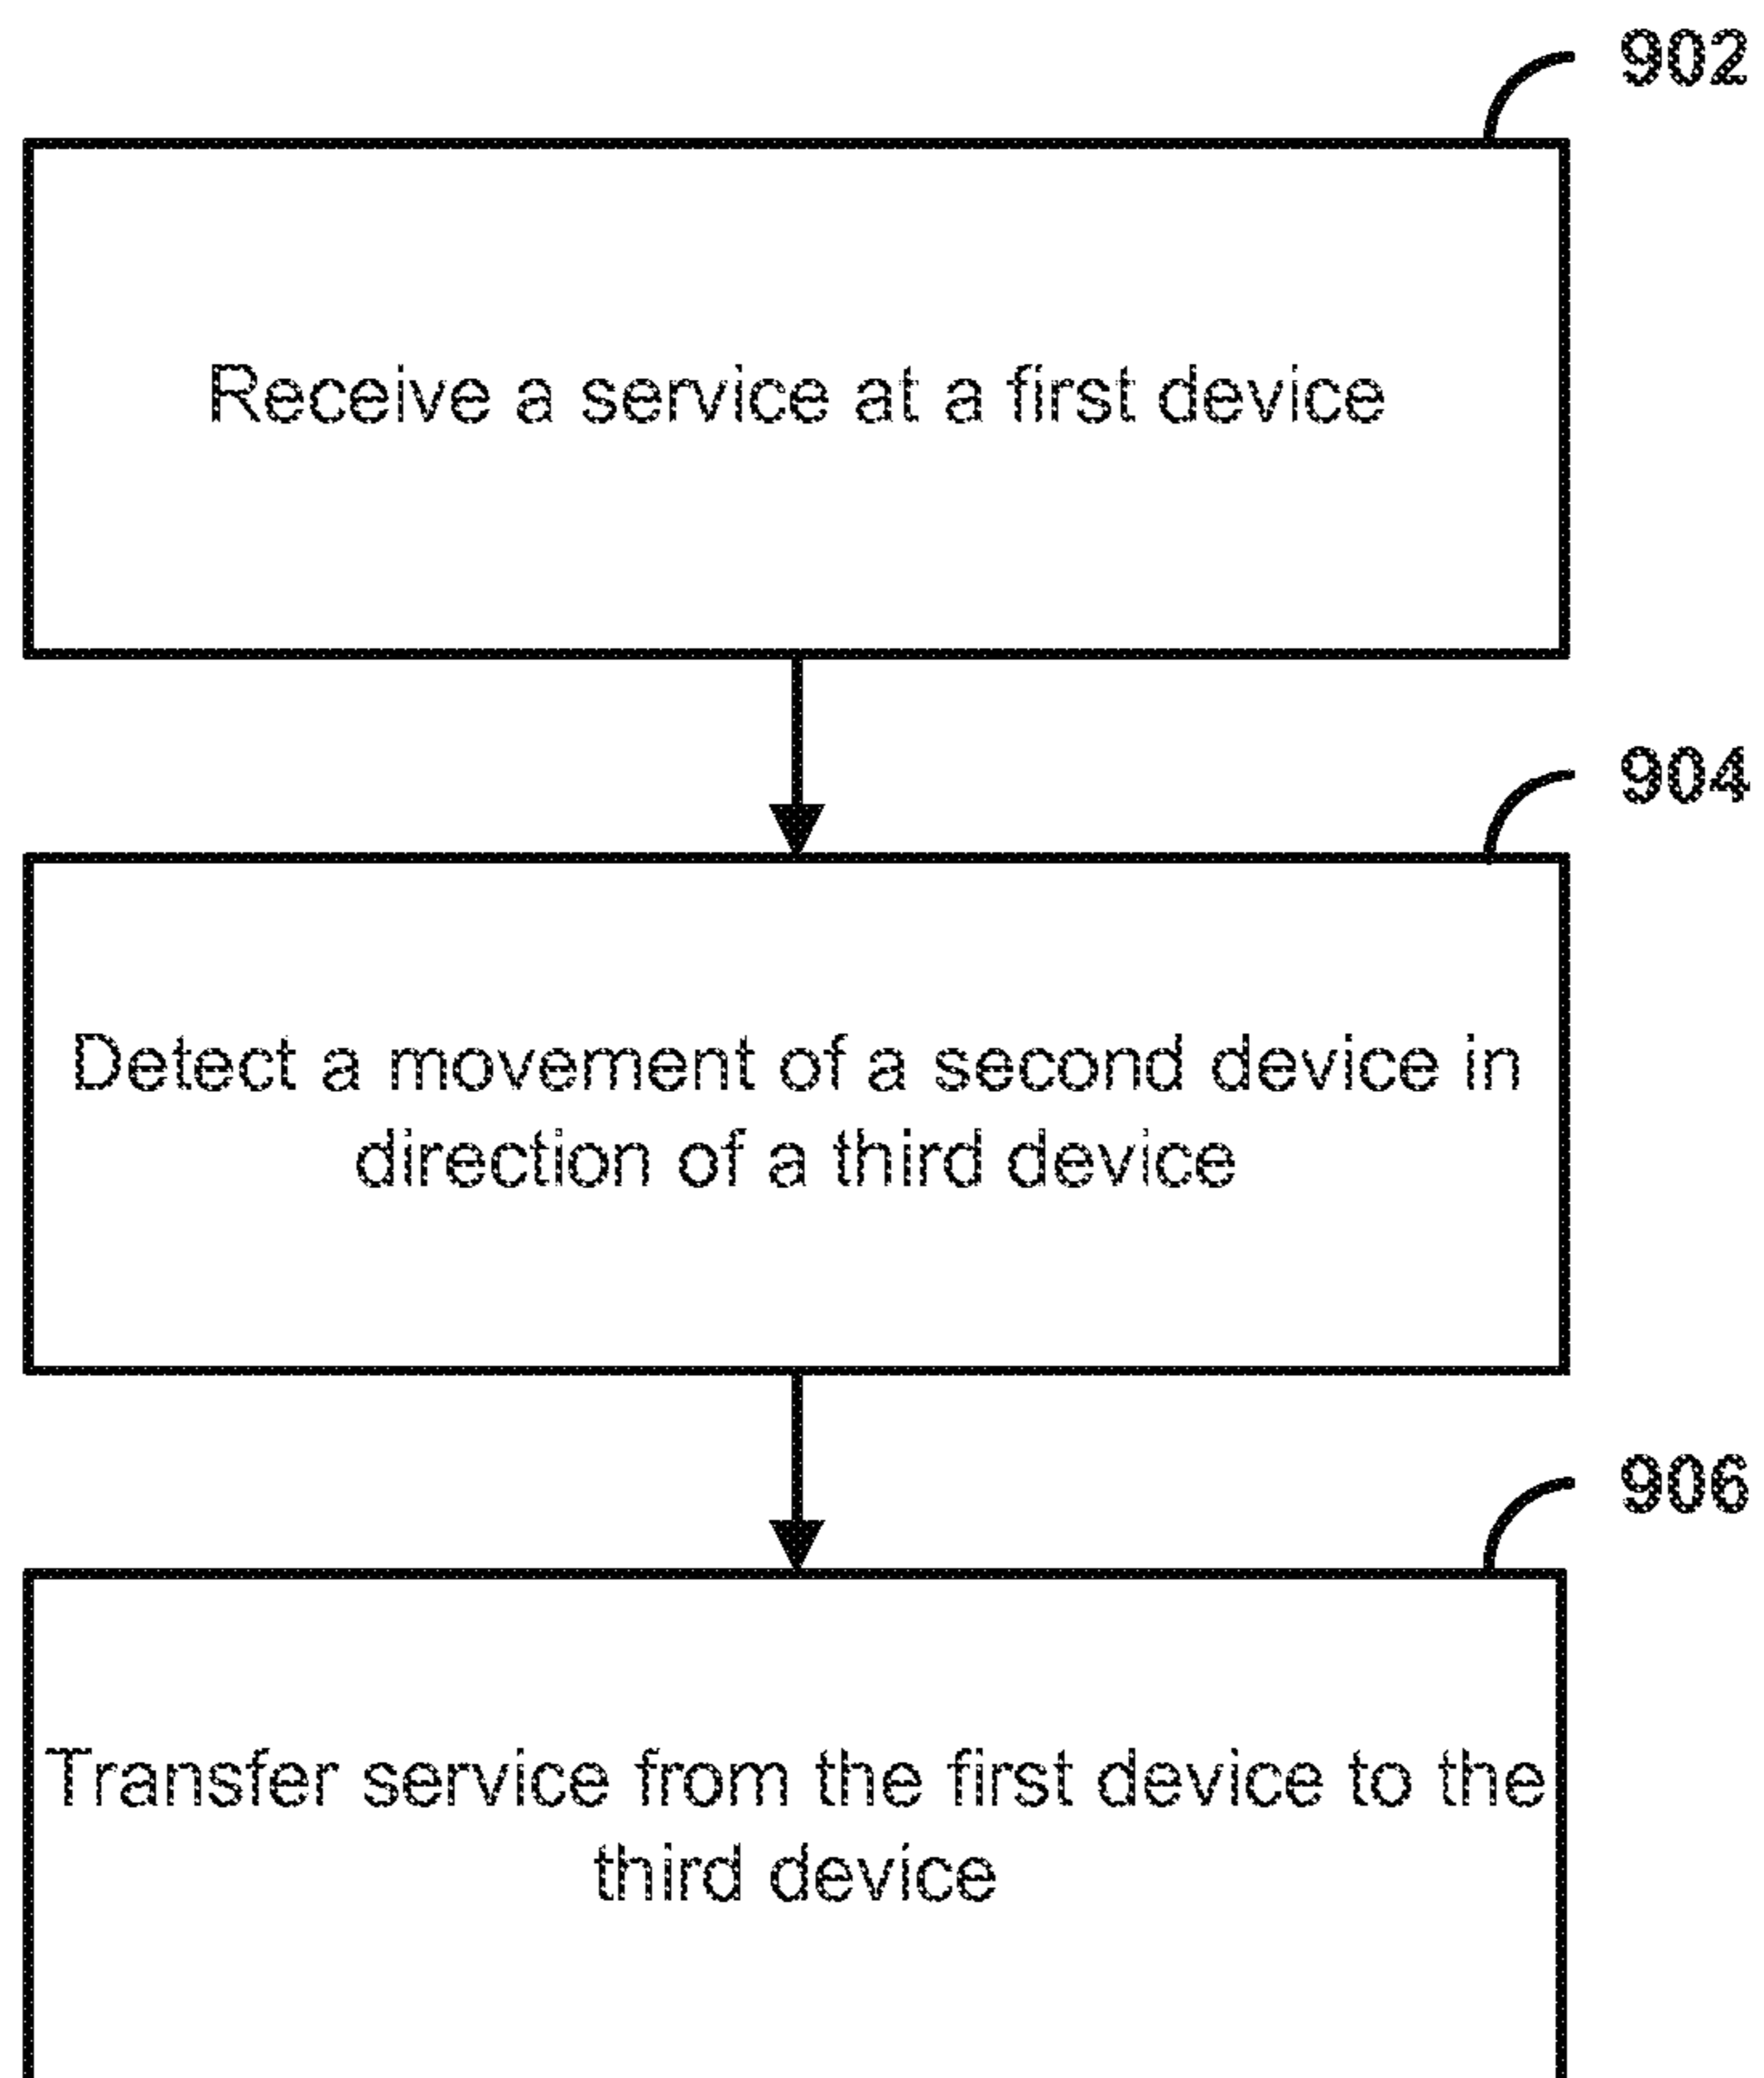 902
Receive a service at a first device
904
Detect a movement of a second device in
direction of a third device
906
Transfer service from the first device to the
third device